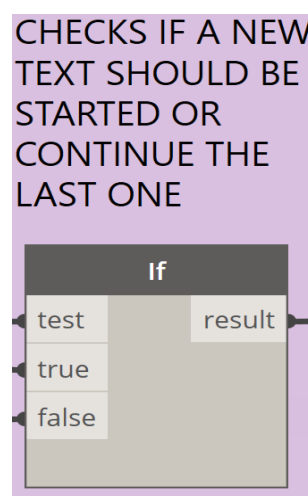 CHECKS IF A NEW
TEXT SHOULD BE
STARTED OR
CONTINUE THE
LAST ONE
If
test result
true
false